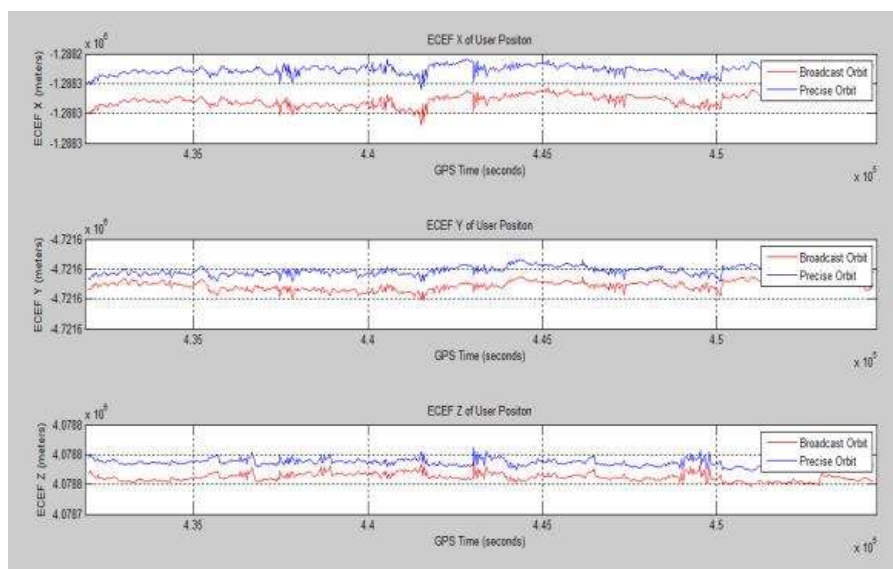 ECEF X of User Positon
x 10⁶
-1.2882
-1.2883
-1.2883
-1.2883
ECEF X (meters)
Broadcast Orbit
Precise Orbit
4.35
4.4
4.45
4.5
GPS Time (seconds)
x 10⁵
ECEF Y of User Positon
x 10⁶
-4.7216
-4.7216
-4.7216
-4.7216
ECEF Y (meters)
Broadcast Orbit
Precise Orbit
4.35
4.4
4.45
4.5
GPS Time (seconds)
x 10⁵
ECEF Z of User Positon
x 10⁶
4.0788
4.0788
4.0788
4.0787
ECEF Z (meters)
Broadcast Orbit
Precise Orbit
4.35
4.4
4.45
4.5
GPS Time (seconds)
x 10⁵